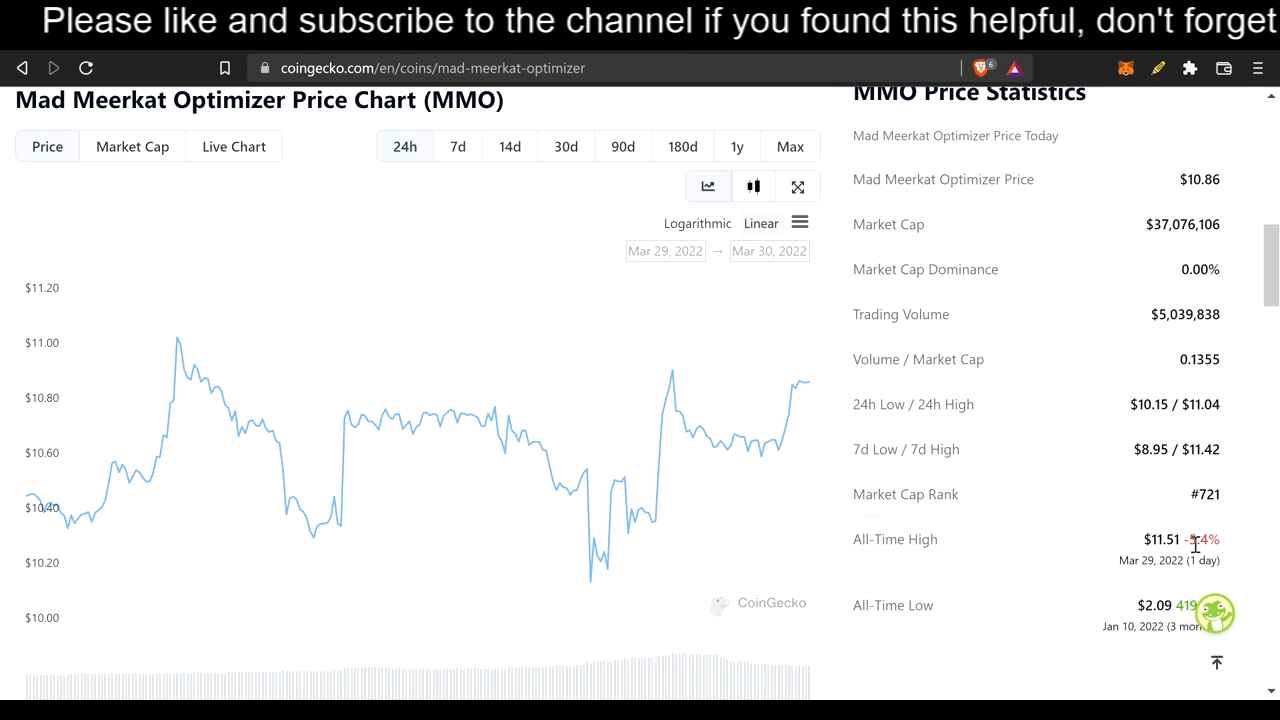 Please like and subscribe to the channel if you found this helpful, don't forget
coingecko.com/en/coins/mad-meerkat-optimizer
6
Mad Meerkat Optimizer Price Chart (MMO)
Price Market Cap Live Chart
24h 7d 14d 30d 90d 180d 1y Max
Logarithmic Linear
Mar 29, 2022 → Mar 30, 2022
$11.20
$11.00
$10.80
$10.60
$10.40
$10.20
$10.00
CoinGecko
MMO Price Statistics
Mad Meerkat Optimizer Price Today
Mad Meerkat Optimizer Price $10.86
Market Cap $37,076,106
Market Cap Dominance 0.00%
Trading Volume $5,039,838
Volume / Market Cap 0.1355
24h Low / 24h High $10.15 / $11.04
7d Low / 7d High $8.95 / $11.42
Market Cap Rank #721
All-Time High $11.51
Mar 29, 2022 (1 day)
All-Time Low $2.09 419
Jan 10, 2022 (3 mon